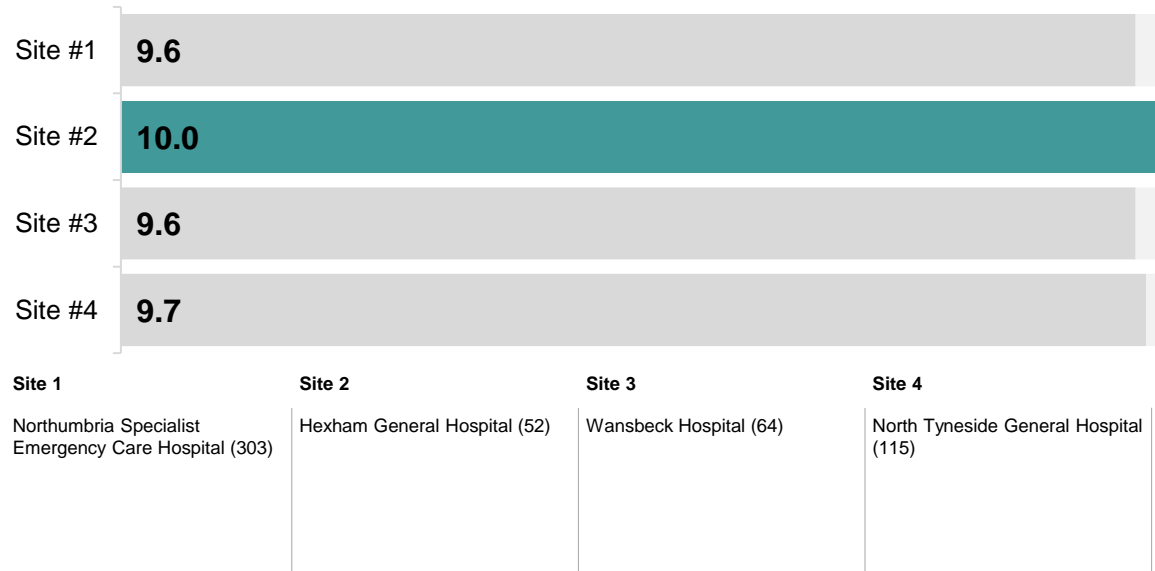 Site #1 9.6
Site #2 10.0
Site #3 9.6
Site #4 9.7
Site 1 Site 2 Site 3 Site 4
Northumbria Specialist
Emergency Care Hospital (303)
Hexham General Hospital (52)
Wansbeck Hospital (64)
North Tyneside General Hospital
(115)